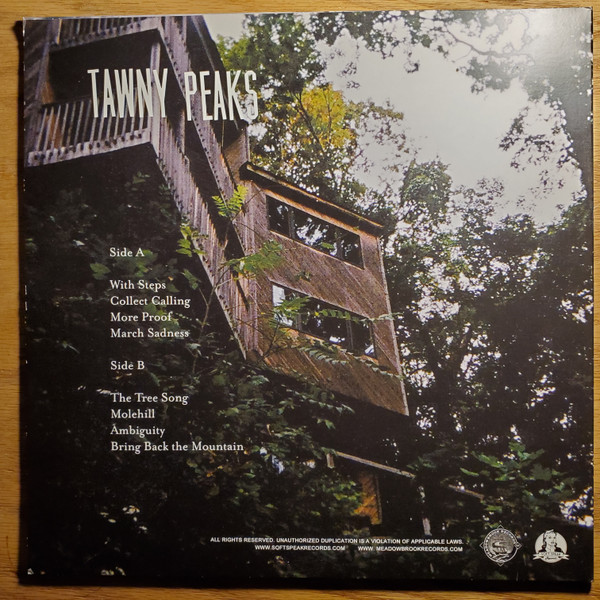 TAWNY PEAKS
Side A
With Steps
Collect Calling
More Proof
March Sadness
Side B
The Tree Song
Molehill
Ambiguity
Bring Back the Mountain
ALL RIGHTS RESERVED. UNAUTHORIZED DUPLICATION IS A VIOLATION OF APPLICABLE LAWS.
WWW.SOFTSPEAKRECORDS.COM WWW.MEADOWBROOKRECORDS.COM